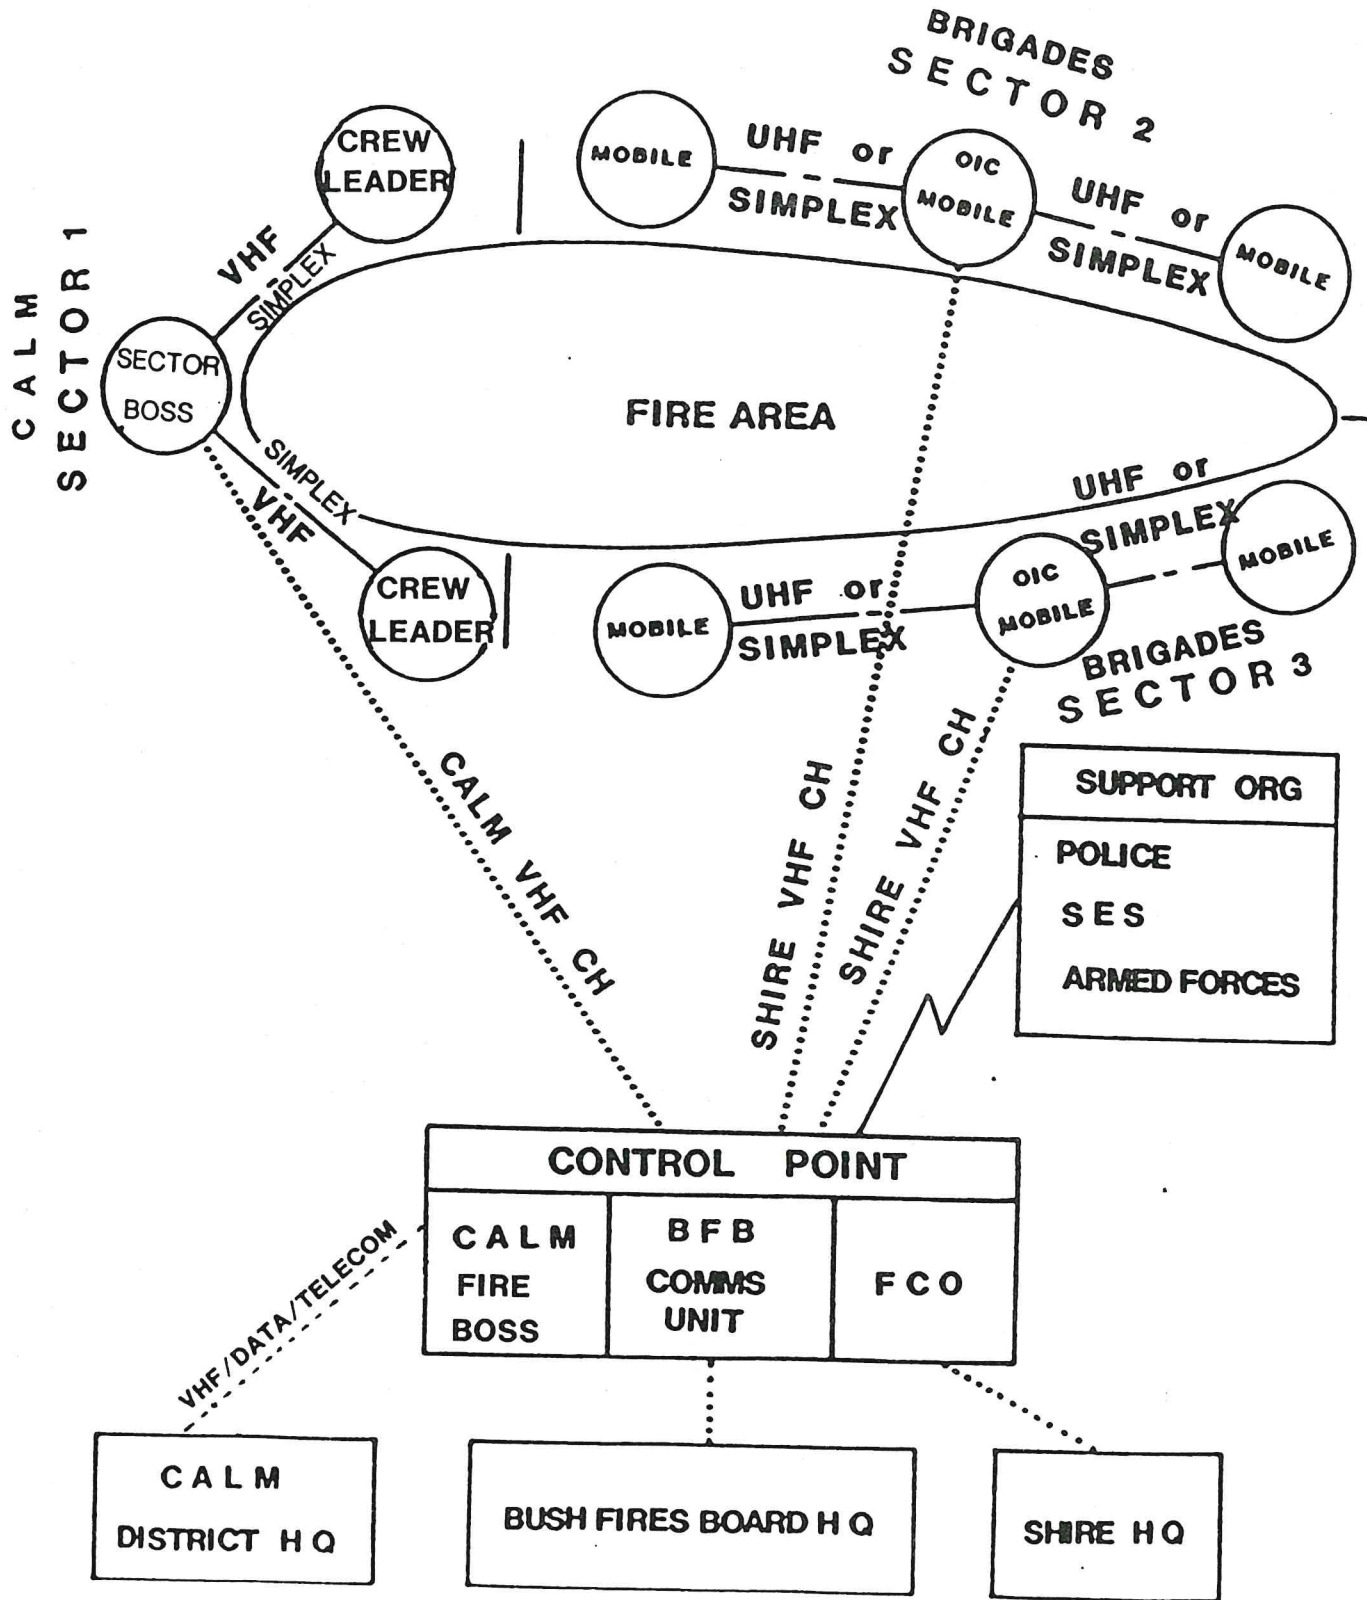 BRIGADES
SECTOR 2
CALM
SECTOR 1
CREW
LEADER
VHF
SIMPLEX
MOBILE
UHF or
SIMPLEX
OIC
MOBILE
UHF or
SIMPLEX
MOBILE
SECTOR
BOSS
FIRE AREA
SIMPLEX
VHF
CREW
LEADER
MOBILE
UHF or
SIMPLEX
OIC
MOBILE
UHF or
SIMPLEX
MOBILE
BRIGADES
SECTOR 3
CALM VHF CH
SHIRE VHF CH
SHIRE VHF CH
SUPPORT ORG
POLICE
SES
ARMED FORCES
CONTROL POINT
CALM
FIRE
BOSS
BFB
COMMS
UNIT
FCO
VHF/DATA/TELECOM
CALM
DISTRICT HQ
BUSH FIRES BOARD HQ
SHIRE HQ